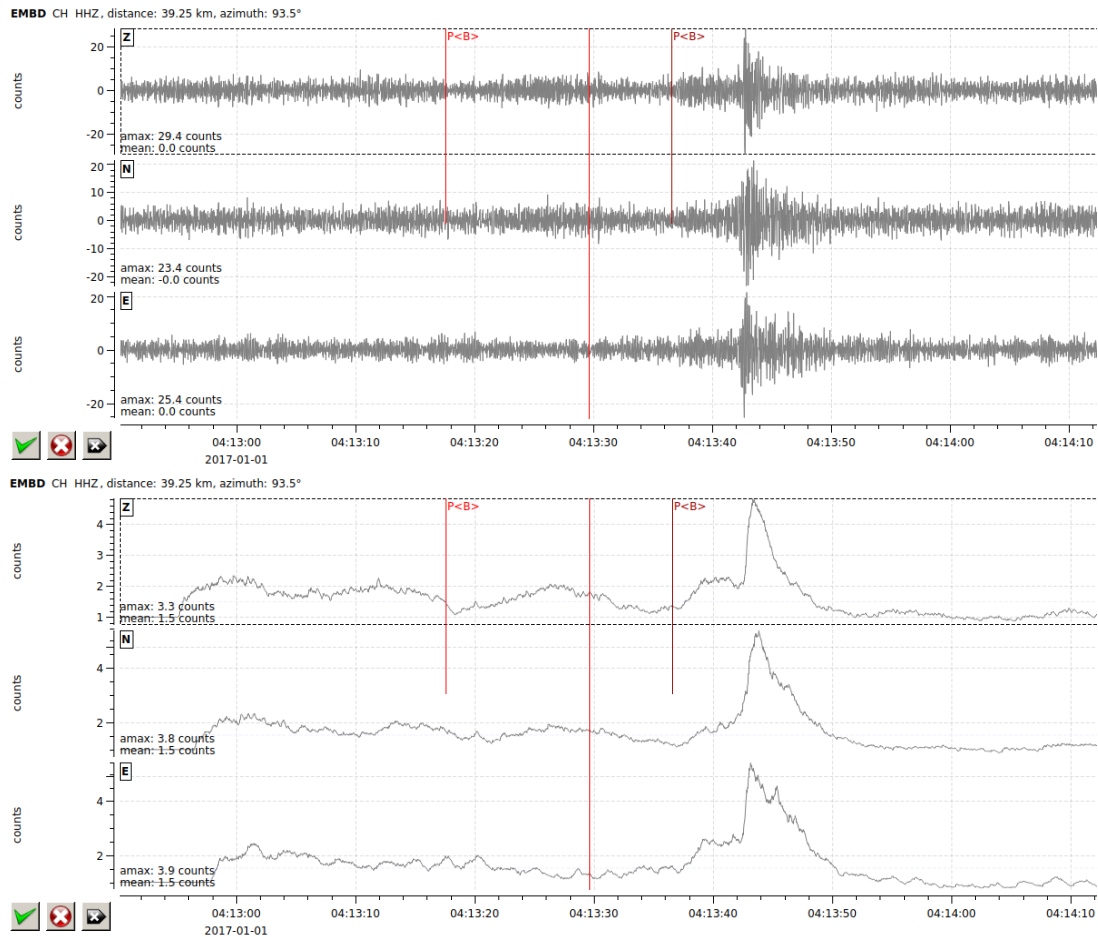 EMBD CH HHZ, distance: 39.25 km, azimuth: 93.5°
Z
P<B>
P<B>
20
0
-20
counts
amax: 29.4 counts
mean: 0.0 counts
N
20
10
0
-10
-20
counts
amax: 23.4 counts
mean: -0.0 counts
E
20
0
-20
counts
amax: 25.4 counts
mean: 0.0 counts
04:13:00 04:13:10 04:13:20 04:13:30 04:13:40 04:13:50 04:14:00 04:14:10
2017-01-01
EMBD CH HHZ, distance: 39.25 km, azimuth: 93.5°
Z
P<B>
P<B>
4
3
2
1
counts
amax: 3.3 counts
mean: 1.5 counts
N
4
2
counts
amax: 3.8 counts
mean: 1.5 counts
E
4
2
counts
amax: 3.9 counts
mean: 1.5 counts
04:13:00 04:13:10 04:13:20 04:13:30 04:13:40 04:13:50 04:14:00 04:14:10
2017-01-01